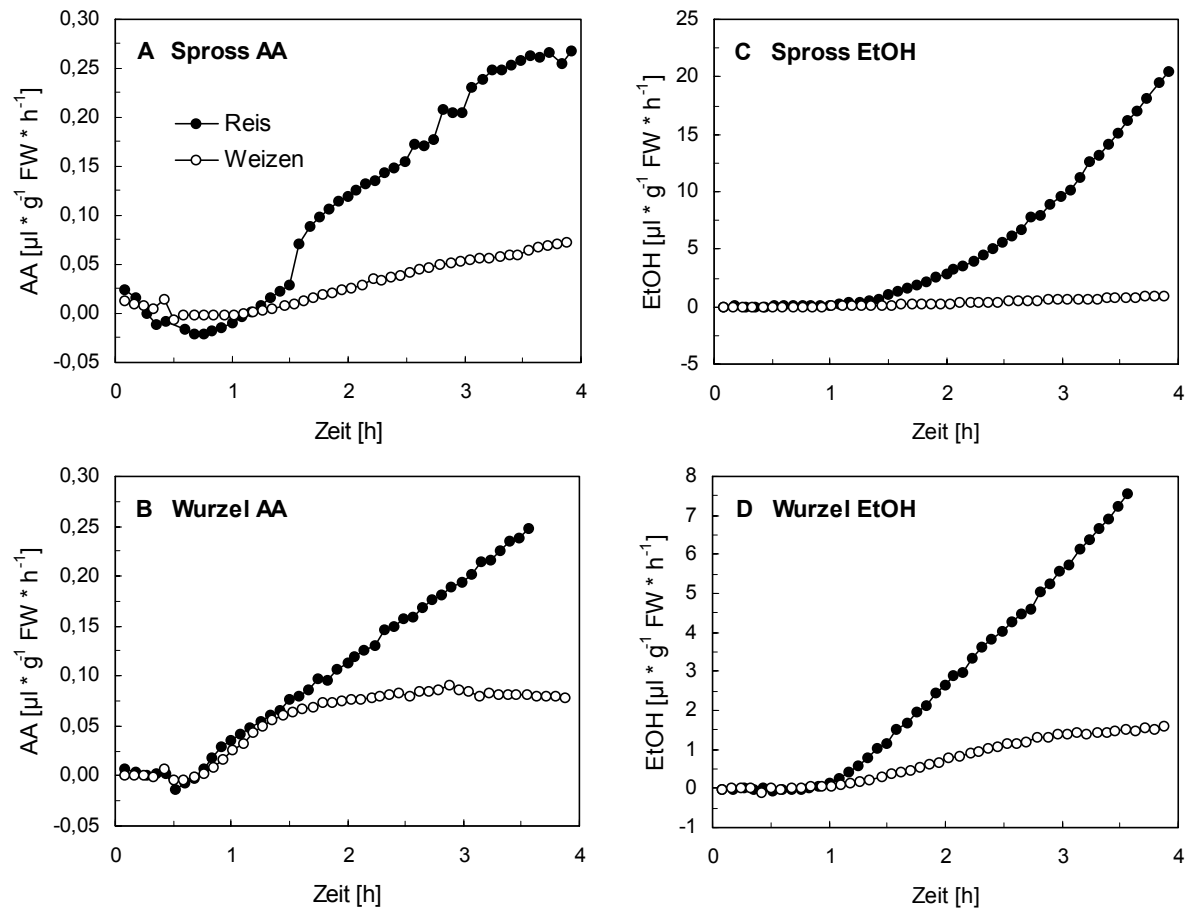 A Spross AA
Reis
Weizen
AA [µl * g⁻¹ FW * h⁻¹]
0,30
0,25
0,20
0,15
0,10
0,05
0,00
-0,05
0 1 2 3 4
Zeit [h]
C Spross EtOH
EtOH [µl * g⁻¹ FW * h⁻¹]
25
20
15
10
5
0
-5
0 1 2 3 4
Zeit [h]
B Wurzel AA
AA [µl * g⁻¹ FW * h⁻¹]
0,30
0,25
0,20
0,15
0,10
0,05
0,00
-0,05
0 1 2 3 4
Zeit [h]
D Wurzel EtOH
EtOH [µl * g⁻¹ FW * h⁻¹]
8
7
6
5
4
3
2
1
0
-1
0 1 2 3 4
Zeit [h]